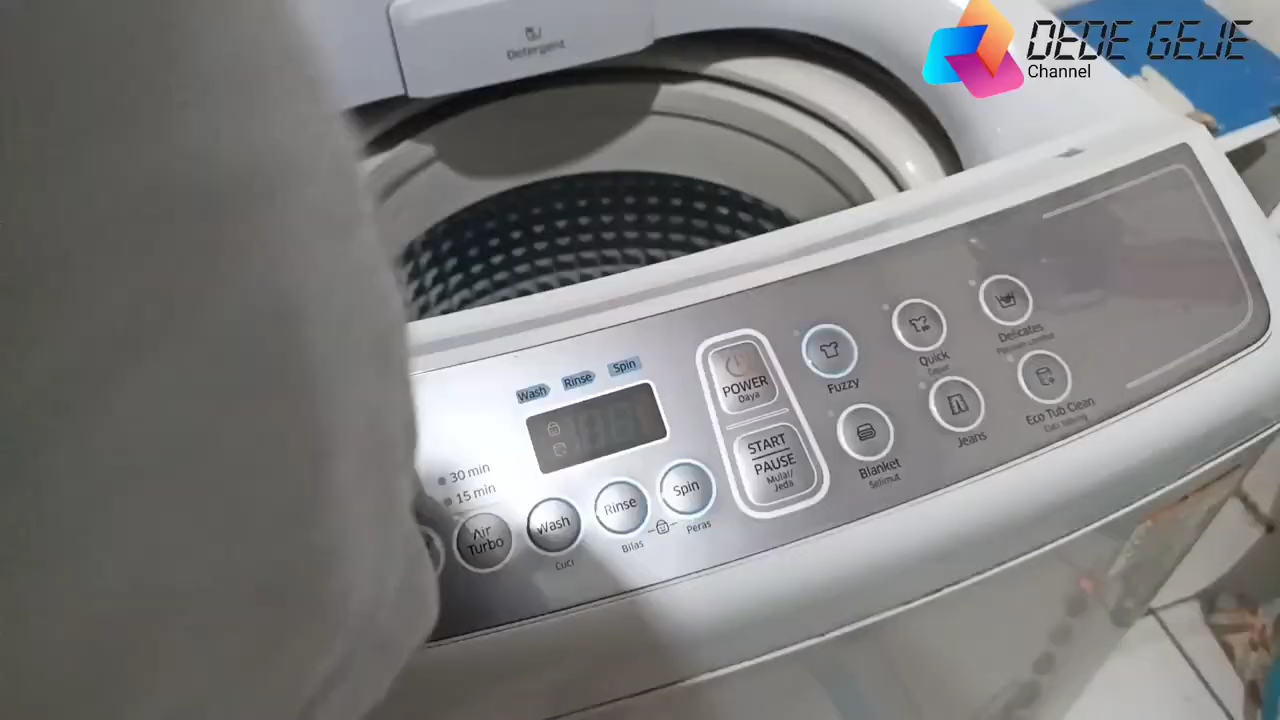 DEDE GEJE
Channel
Detergent
Wash
Rinse
Spin
30 min
15 min
Air
Turbo
Wash
Cuci
Rinse
Bilas
Spin
Peras
POWER
Daya
START
PAUSE
Mulai/
Jeda
Fuzzy
Quick
Cepat
Delicates
Blanket
Selimut
Jeans
Eco Tub Clean